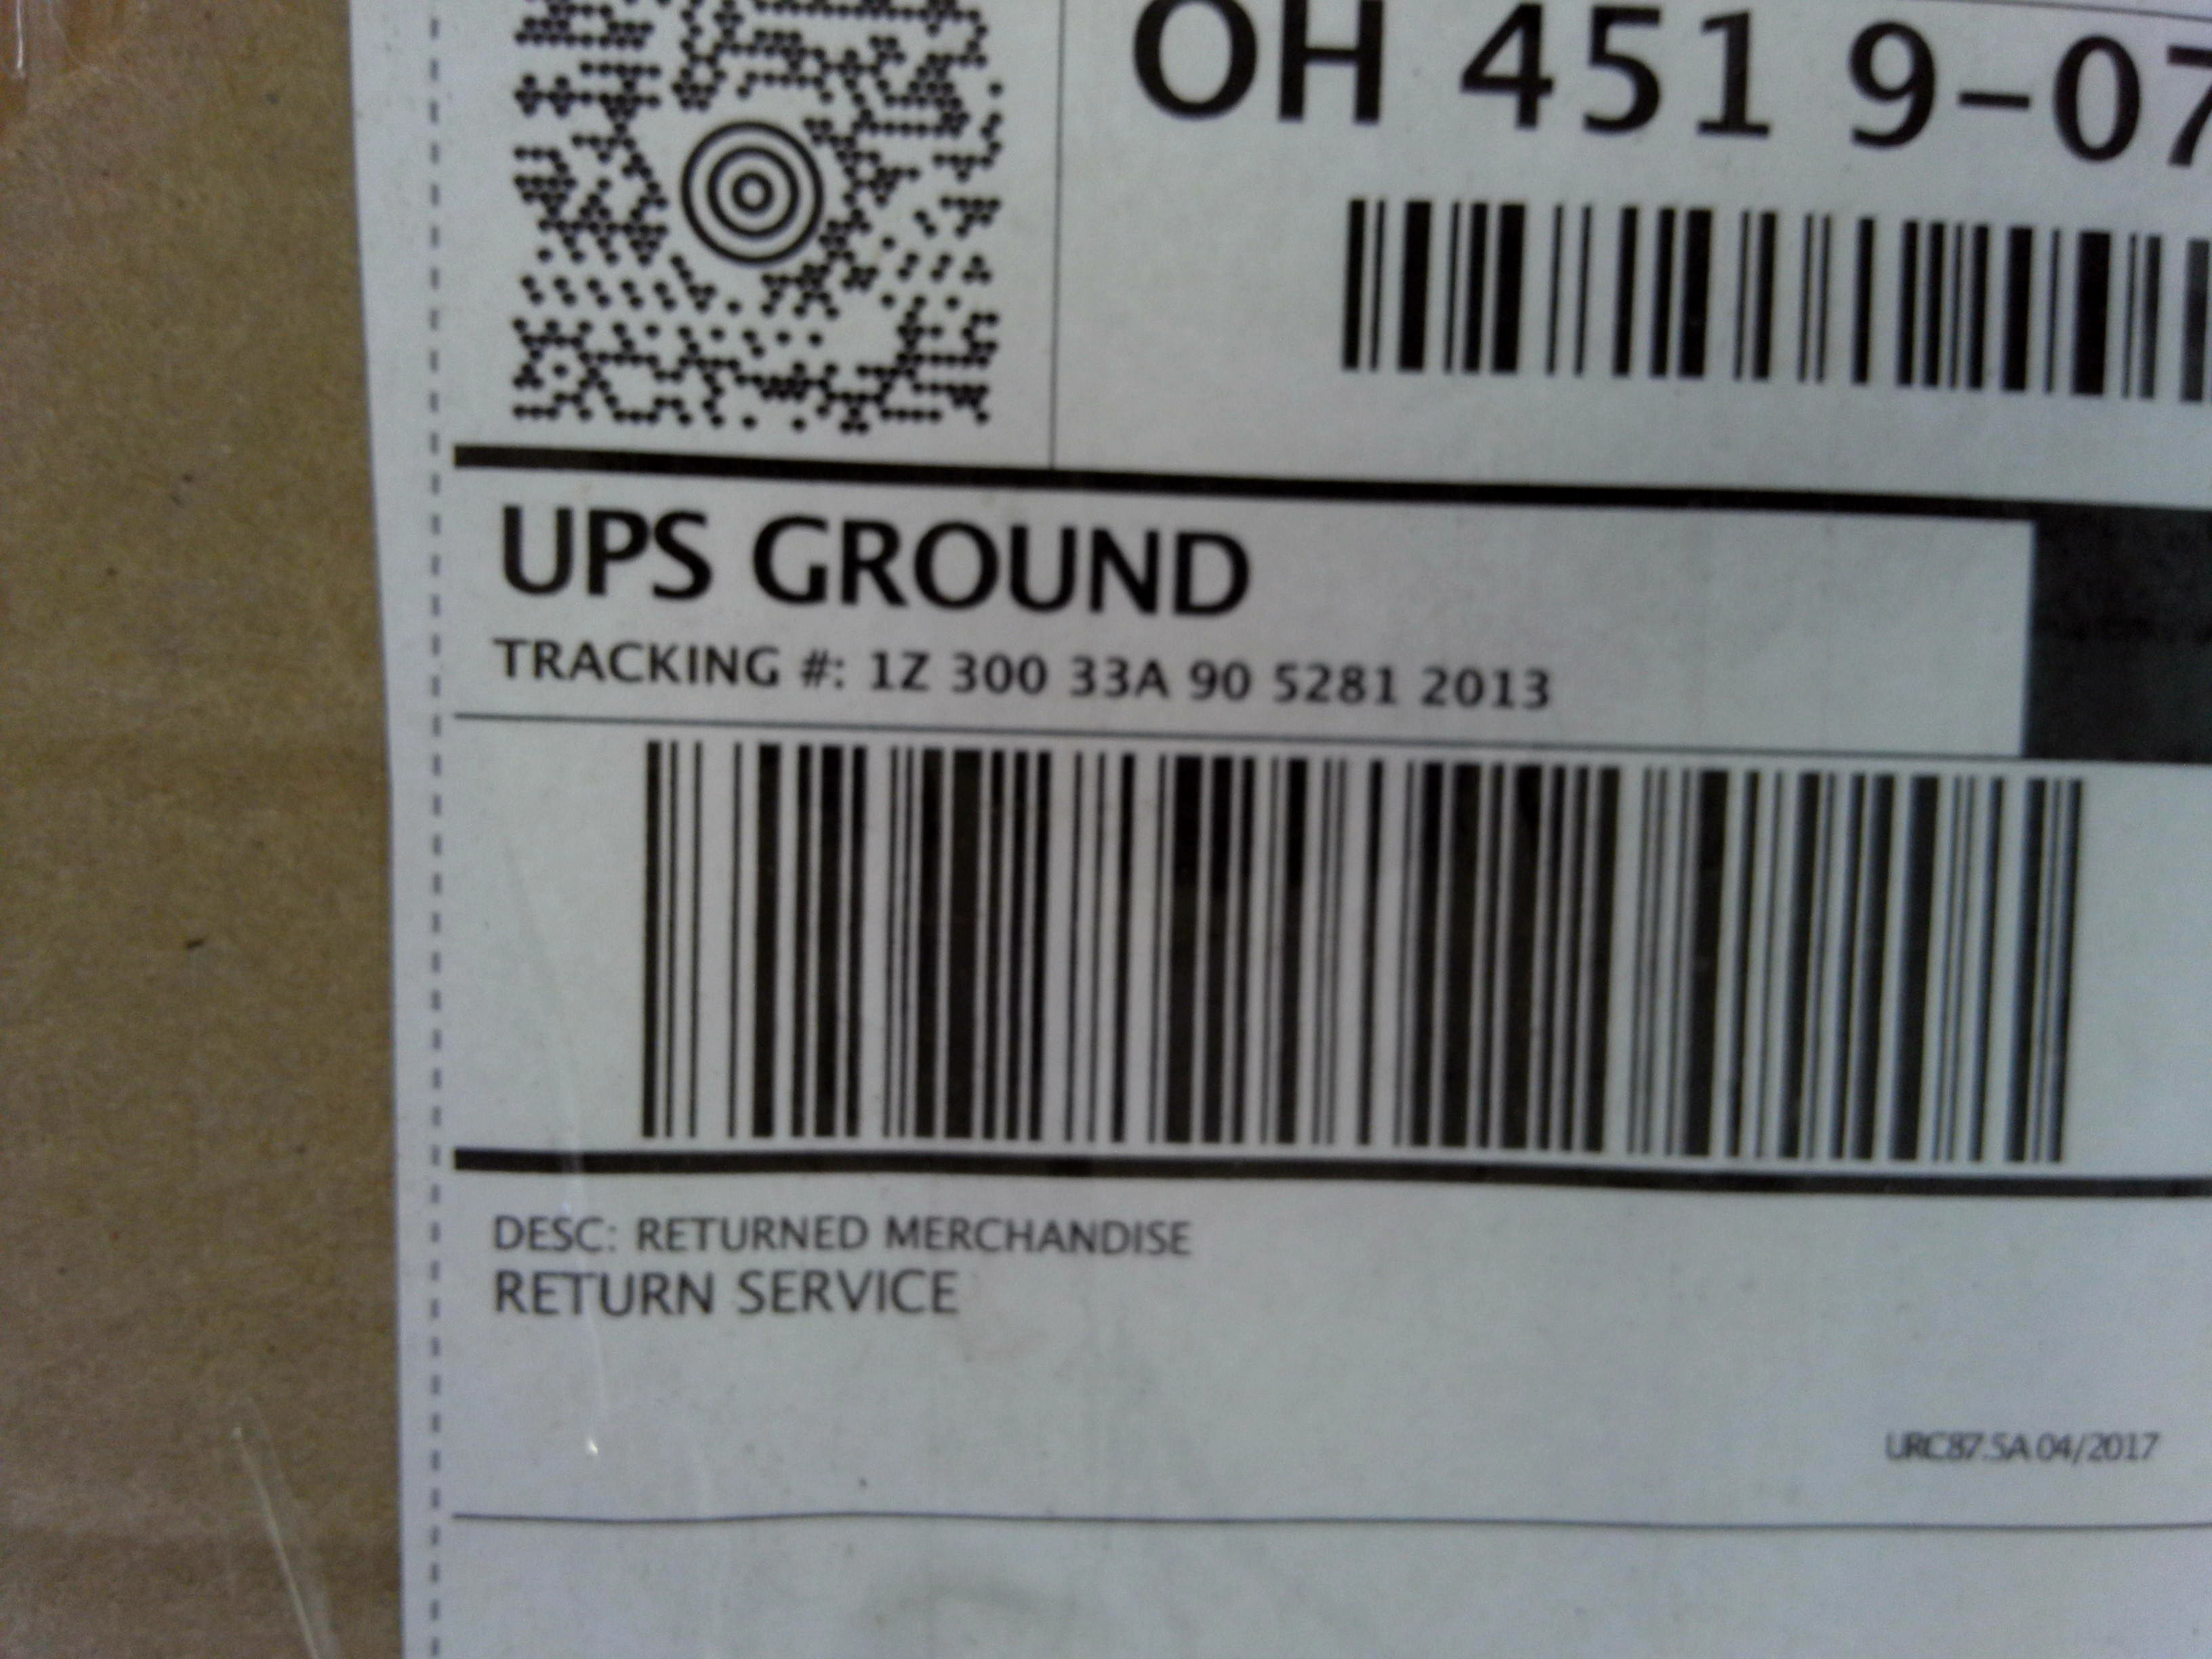 OH 451 9-07
UPS GROUND
TRACKING #: 1Z 300 33A 90 5281 2013
DESC: RETURNED MERCHANDISE
RETURN SERVICE
URC87.5A 04/2017